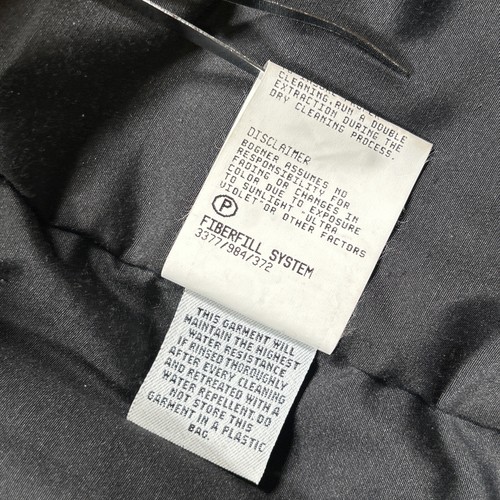 CLEANING, RUN A DOUBLE
EXTRACTION DURING THE
DRY CLEANING PROCESS.
DISCLAIMER
BOGNER ASSUMES NO
RESPONSIBILITY FOR
FADING OR CHANGES IN
COLOR DUE TO EXPOSURE
TO SUNLIGHT-ULTRA
VIOLET OR OTHER FACTORS
P
FIBERFILL SYSTEM
3377/984/372
THIS GARMENT WILL
MAINTAIN THE HIGHEST
WATER RESISTANCE
IF RINSED THOROUGHLY
AFTER EVERY CLEANING
AND RETREATED WITH A
WATER REPELLENT. DO
NOT STORE THIS
GARMENT IN A PLASTIC
BAG.